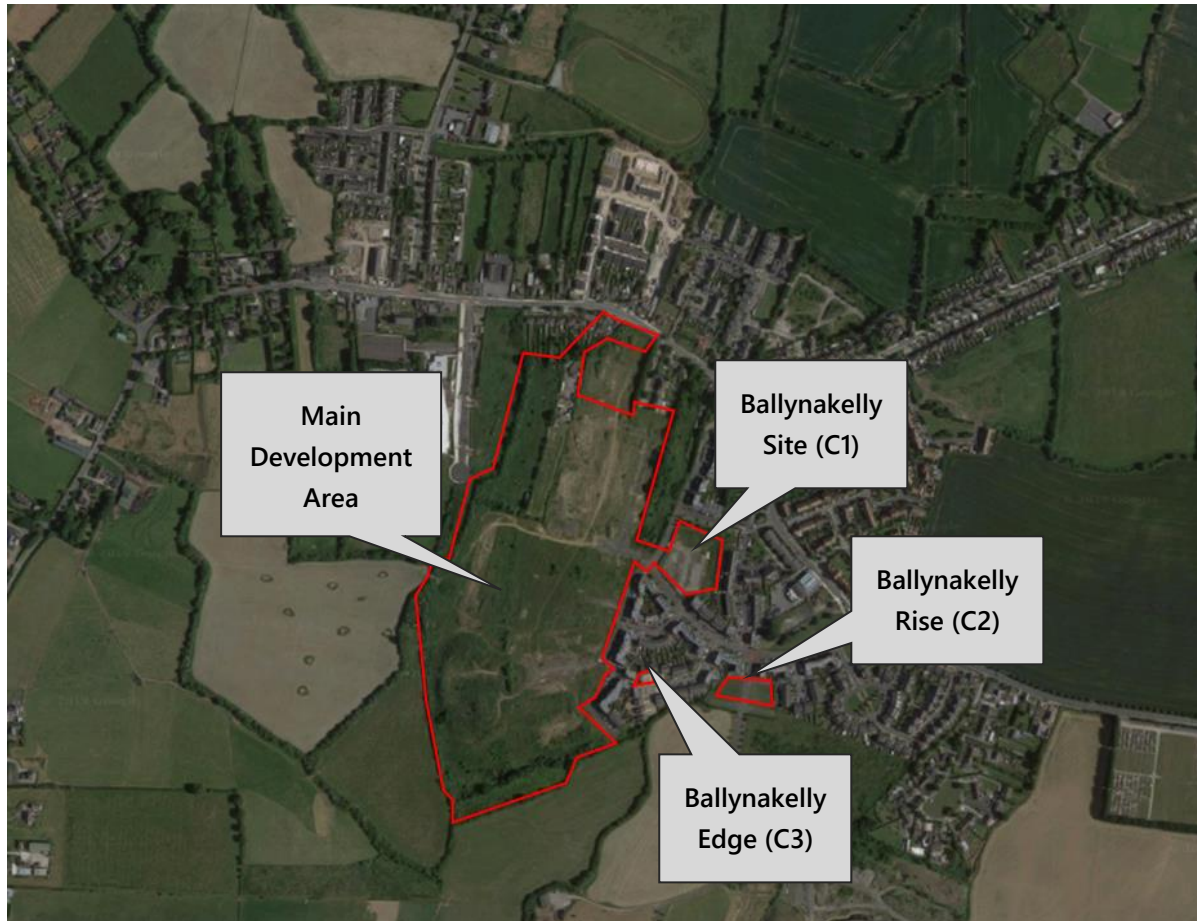 Main
Development
Area
Ballynakelly
Site (C1)
Ballynakelly
Rise (C2)
Ballynakelly
Edge (C3)